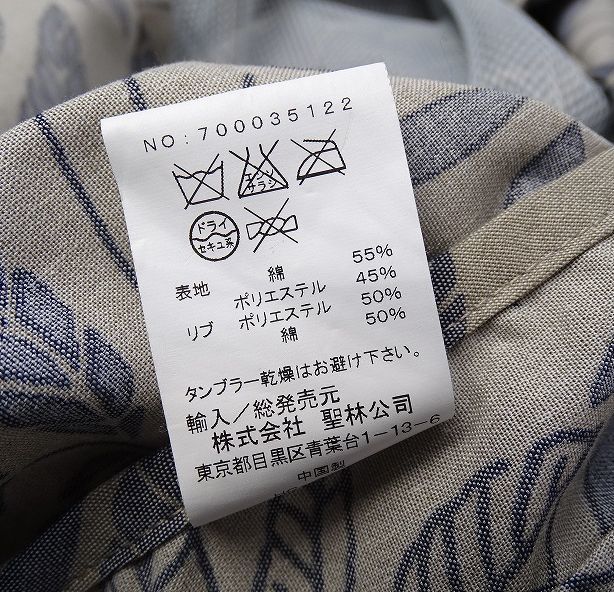 NO:700035122
エンソサラシ
ドライ
セキユ系
表地 綿 55%
ポリエステル 45%
リブ ポリエステル 50%
綿 50%
タンブラー乾燥はお避け下さい。
輸入/総発売元
株式会社 聖林公司
東京都目黒区青葉台1-13-6
中国製